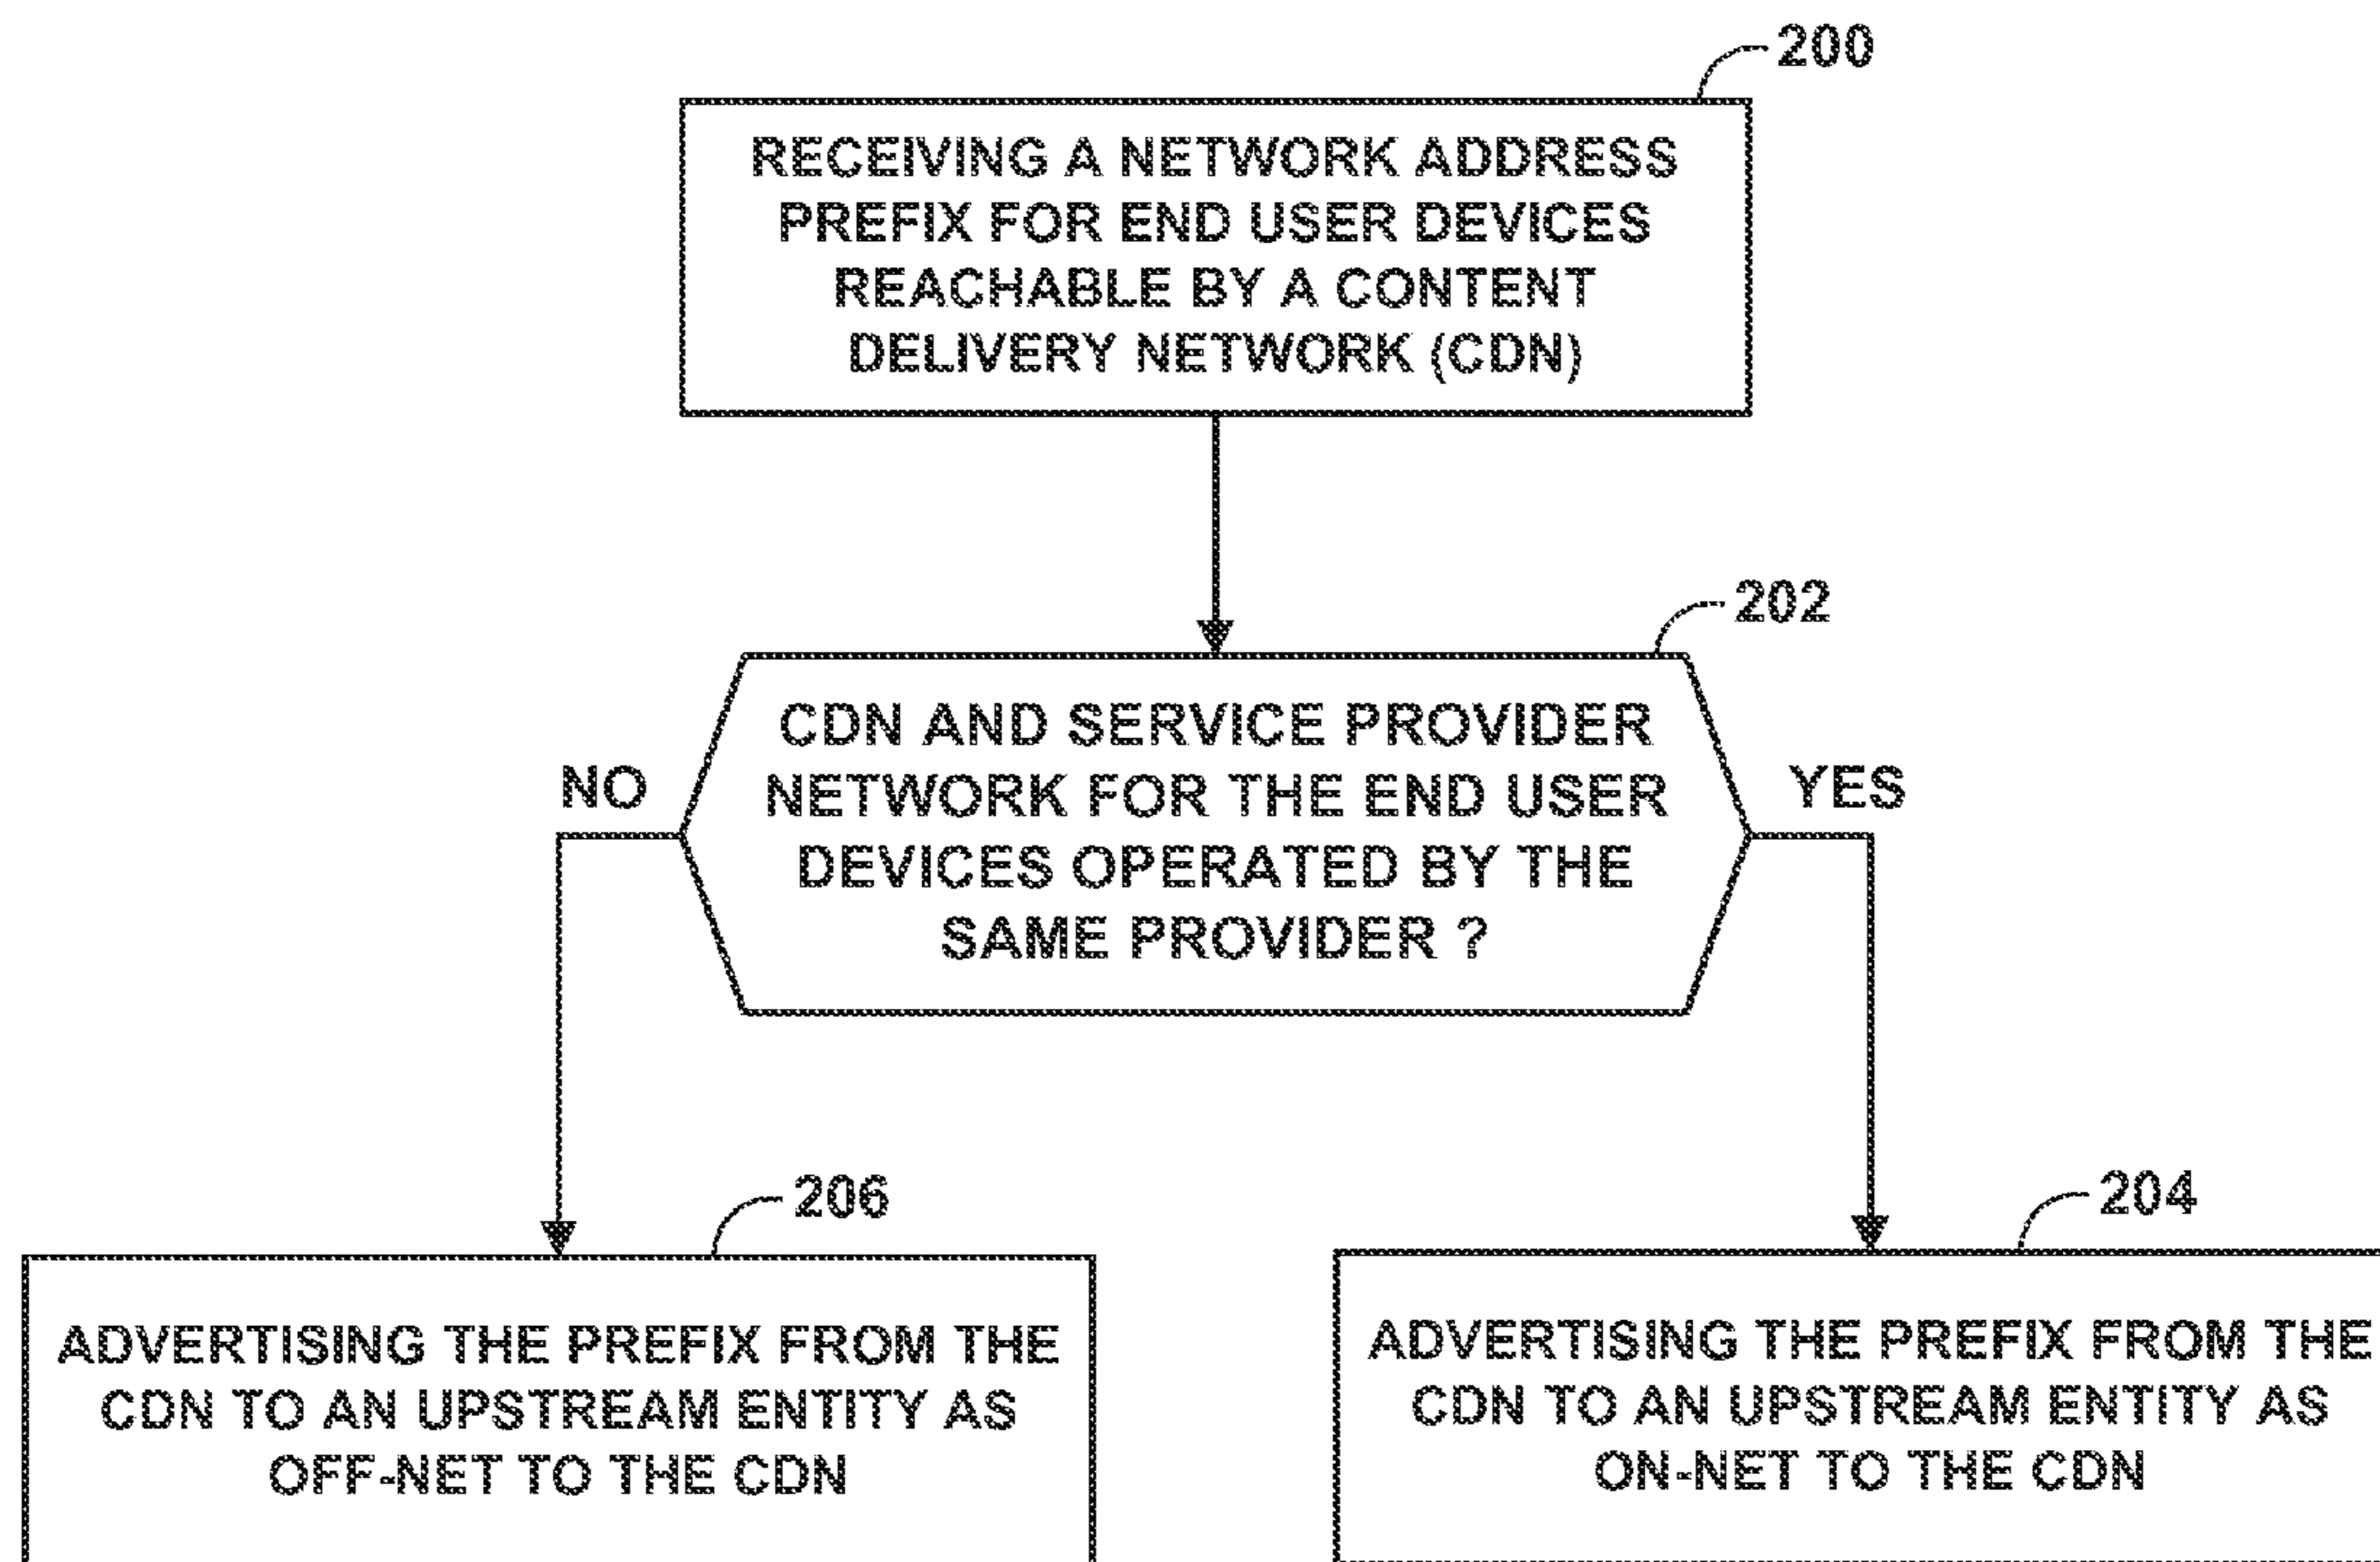 200
RECEIVING A NETWORK ADDRESS
PREFIX FOR END USER DEVICES
REACHABLE BY A CONTENT
DELIVERY NETWORK (CDN)
202
CDN AND SERVICE PROVIDER
NETWORK FOR THE END USER
DEVICES OPERATED BY THE
SAME PROVIDER ?
NO
YES
206
ADVERTISING THE PREFIX FROM THE
CDN TO AN UPSTREAM ENTITY AS
OFF-NET TO THE CDN
204
ADVERTISING THE PREFIX FROM THE
CDN TO AN UPSTREAM ENTITY AS
ON-NET TO THE CDN